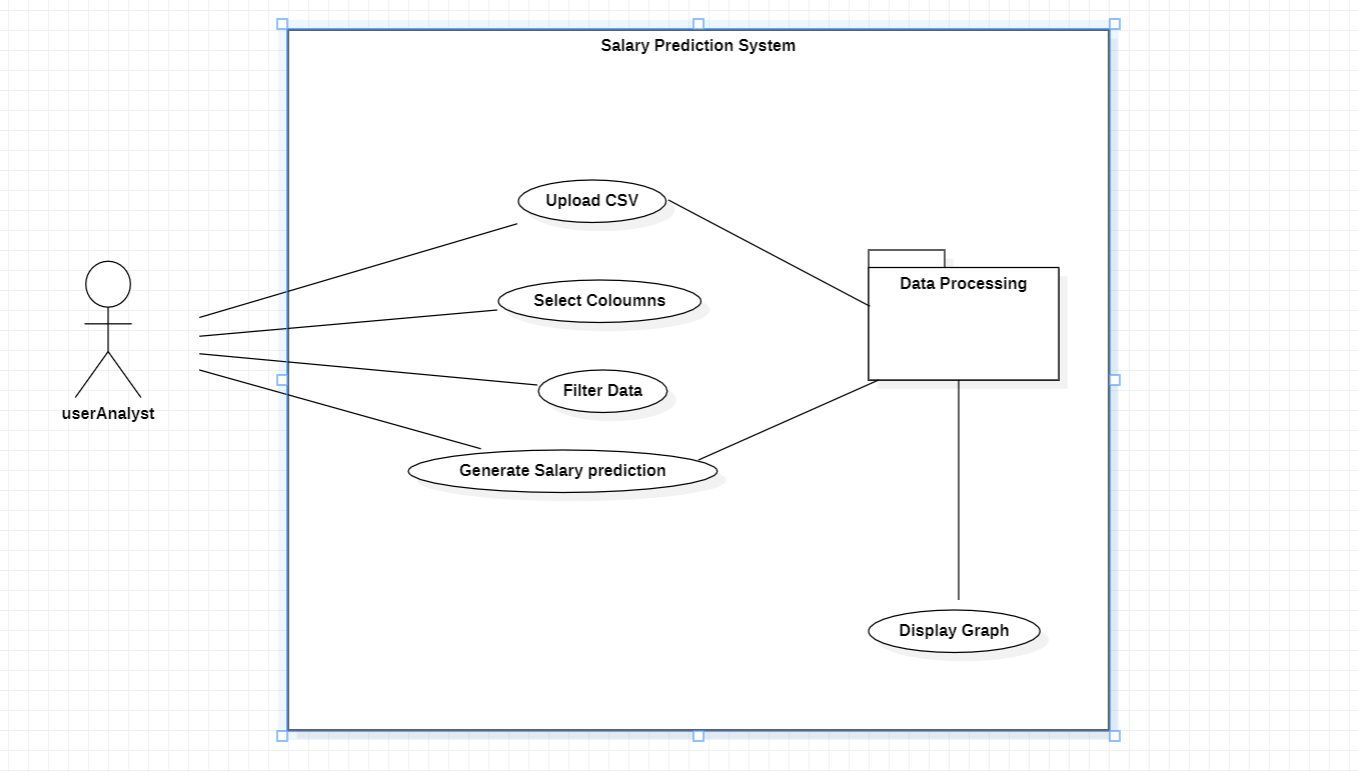 Salary Prediction System
Upload CSV
Data Processing
Select Coloumns
Filter Data
userAnalyst
Generate Salary prediction
Display Graph